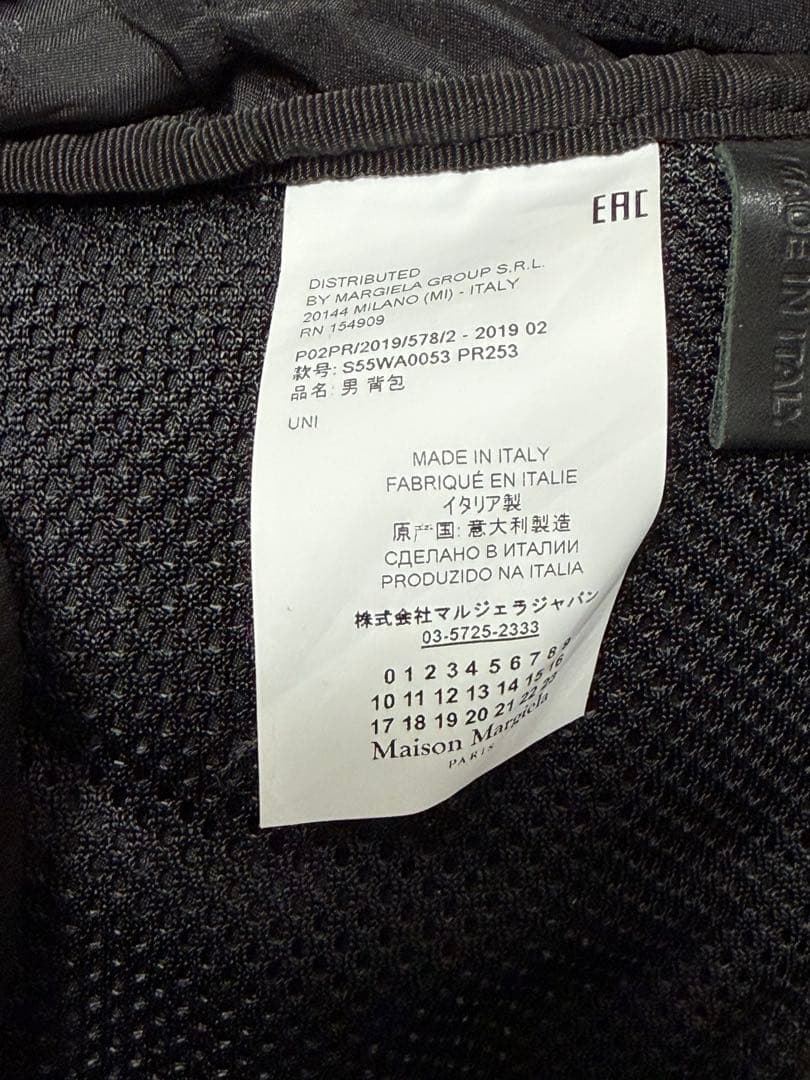 EAC
DISTRIBUTED
BY MARGIELA GROUP S.R.L.
20144 MILANO (MI) - ITALY
RN 154909
P02PR/2019/578/2 - 2019 02
款号: S55WA0053 PR253
品名: 男 背包
UNI
MADE IN ITALY
FABRIQUÉ EN ITALIE
イタリア製
原产国: 意大利製造
СДЕЛАНО В ИТАЛИИ
PRODUZIDO NA ITALIA
株式会社マルジェラジャパン
03-5725-2333
0 1 2 3 4 5 6 7 8 9
10 11 12 13 14 15 16
17 18 19 20 21 22 23
Maison Margiela
PARIS
MADE IN ITALY